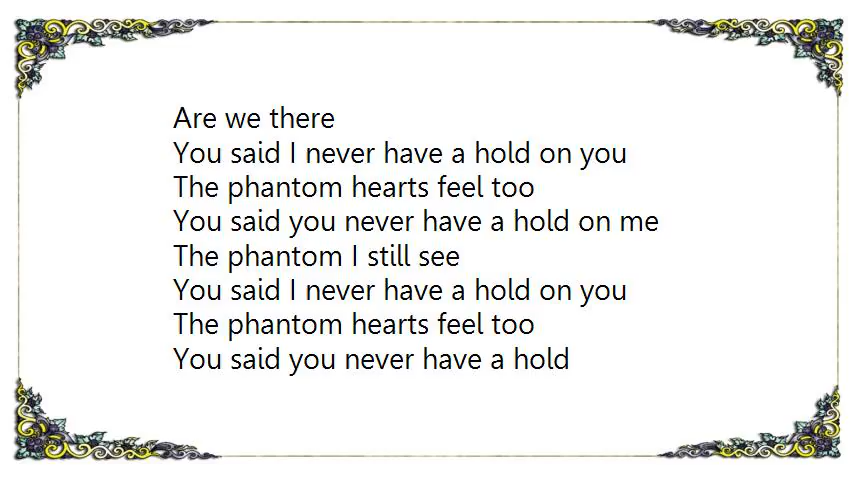 Are we there
You said I never have a hold on you
The phantom hearts feel too
You said you never have a hold on me
The phantom I still see
You said I never have a hold on you
The phantom hearts feel too
You said you never have a hold